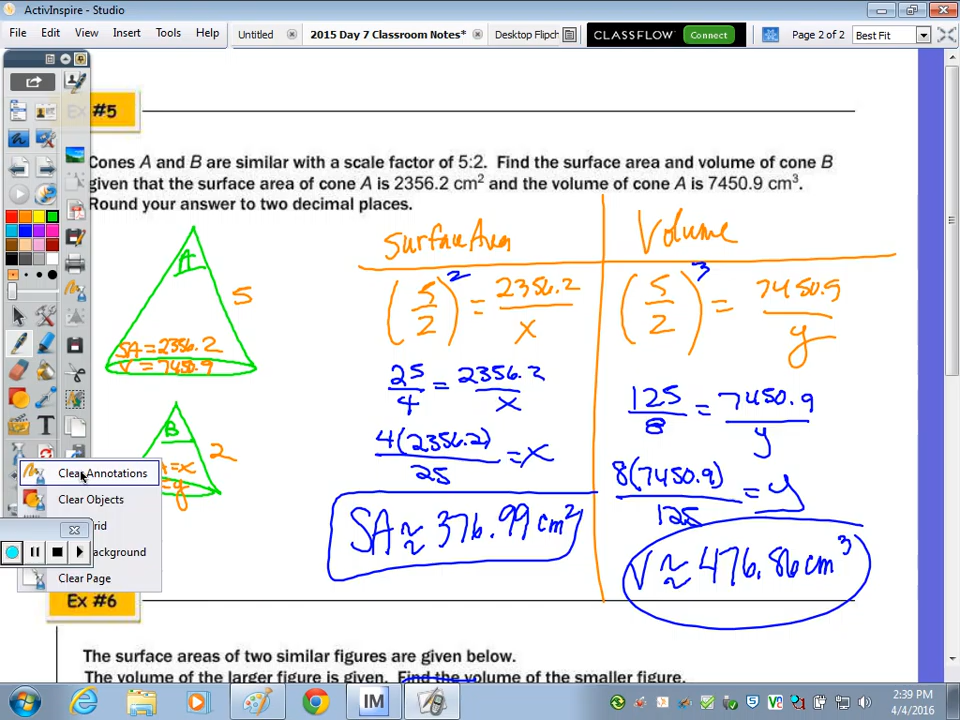 ActivInspire - Studio
File Edit View Insert Tools Help Untitled 2015 Day 7 Classroom Notes* Desktop Flipch CLASSFLOW Connect Page 2 of 2 Best Fit
Ex #5
Cones A and B are similar with a scale factor of 5:2. Find the surface area and volume of cone B
given that the surface area of cone A is 2356.2 cm² and the volume of cone A is 7450.9 cm³.
Round your answer to two decimal places.
A
5
SA = 2356.2
V = 7450.9
B
2
A = x
= y
Surface Area
(5/2)² = 2356.2/x
25/4 = 2356.2/x
4(2356.2)/25 = x
SA ≈ 376.99 cm²
Volume
(5/2)³ = 7450.9/y
125/8 = 7450.9/y
8(7450.9)/125 = y
V ≈ 476.86 cm³
Clear Annotations
Clear Objects
rid
ackground
Clear Page
Ex #6
The surface areas of two similar figures are given below.
The volume of the larger figure is given. Find the volume of the smaller figure.
IM
2:39 PM
4/4/2016